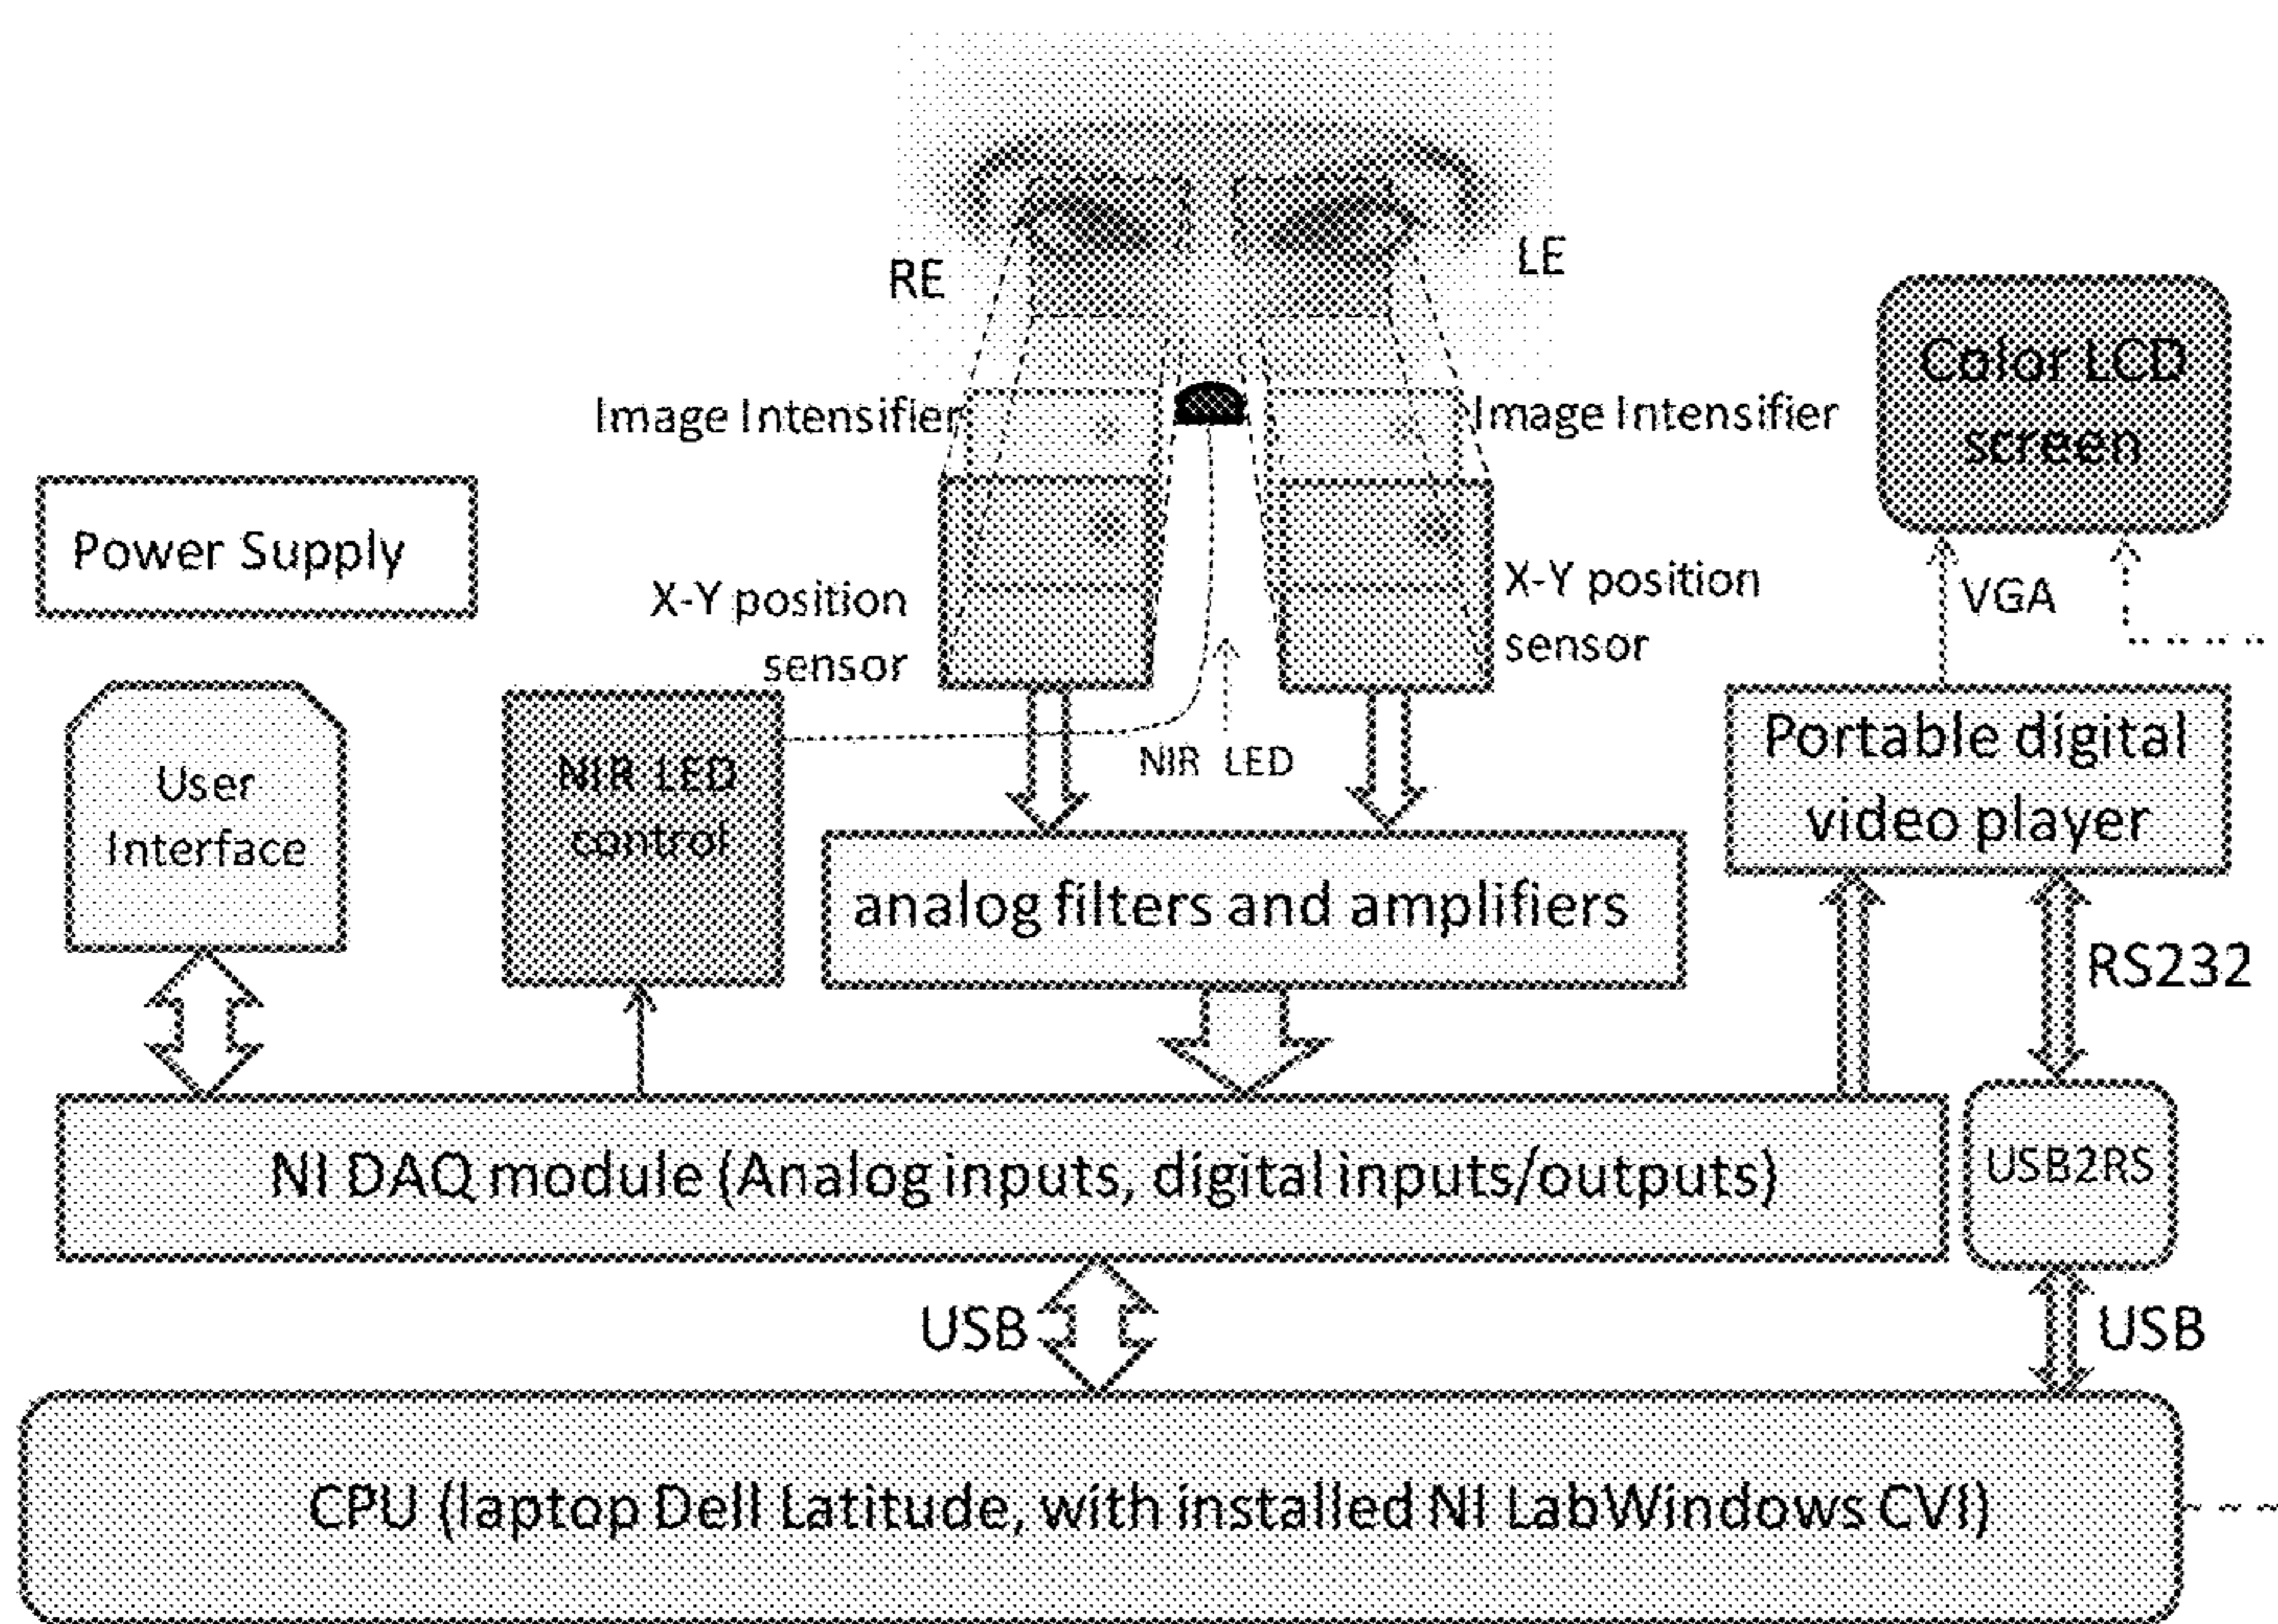 RE
LE
Image Intensifier
Image Intensifier
Color LCD
screen
Power Supply
X-Y position
sensor
X-Y position
sensor
VGA
User
Interface
NIR LED
control
NIR LED
Portable digital
video player
analog filters and amplifiers
RS232
NI DAQ module (Analog inputs, digital inputs/outputs)
USB2RS
USB
USB
CPU (laptop Dell Latitude, with installed NI LabWindows CVI)